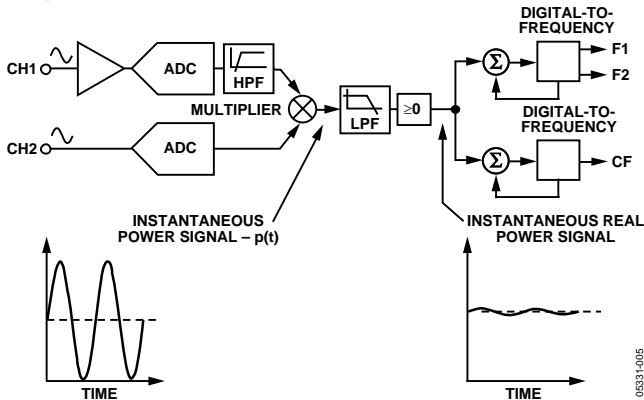 DIGITAL-TO-
FREQUENCY
CH1
ADC
HPF
F1
F2
Σ
MULTIPLIER
LPF
≥0
CH2
ADC
DIGITAL-TO-
FREQUENCY
Σ
CF
INSTANTANEOUS
POWER SIGNAL – p(t)
INSTANTANEOUS REAL
POWER SIGNAL
TIME
TIME
05331-005